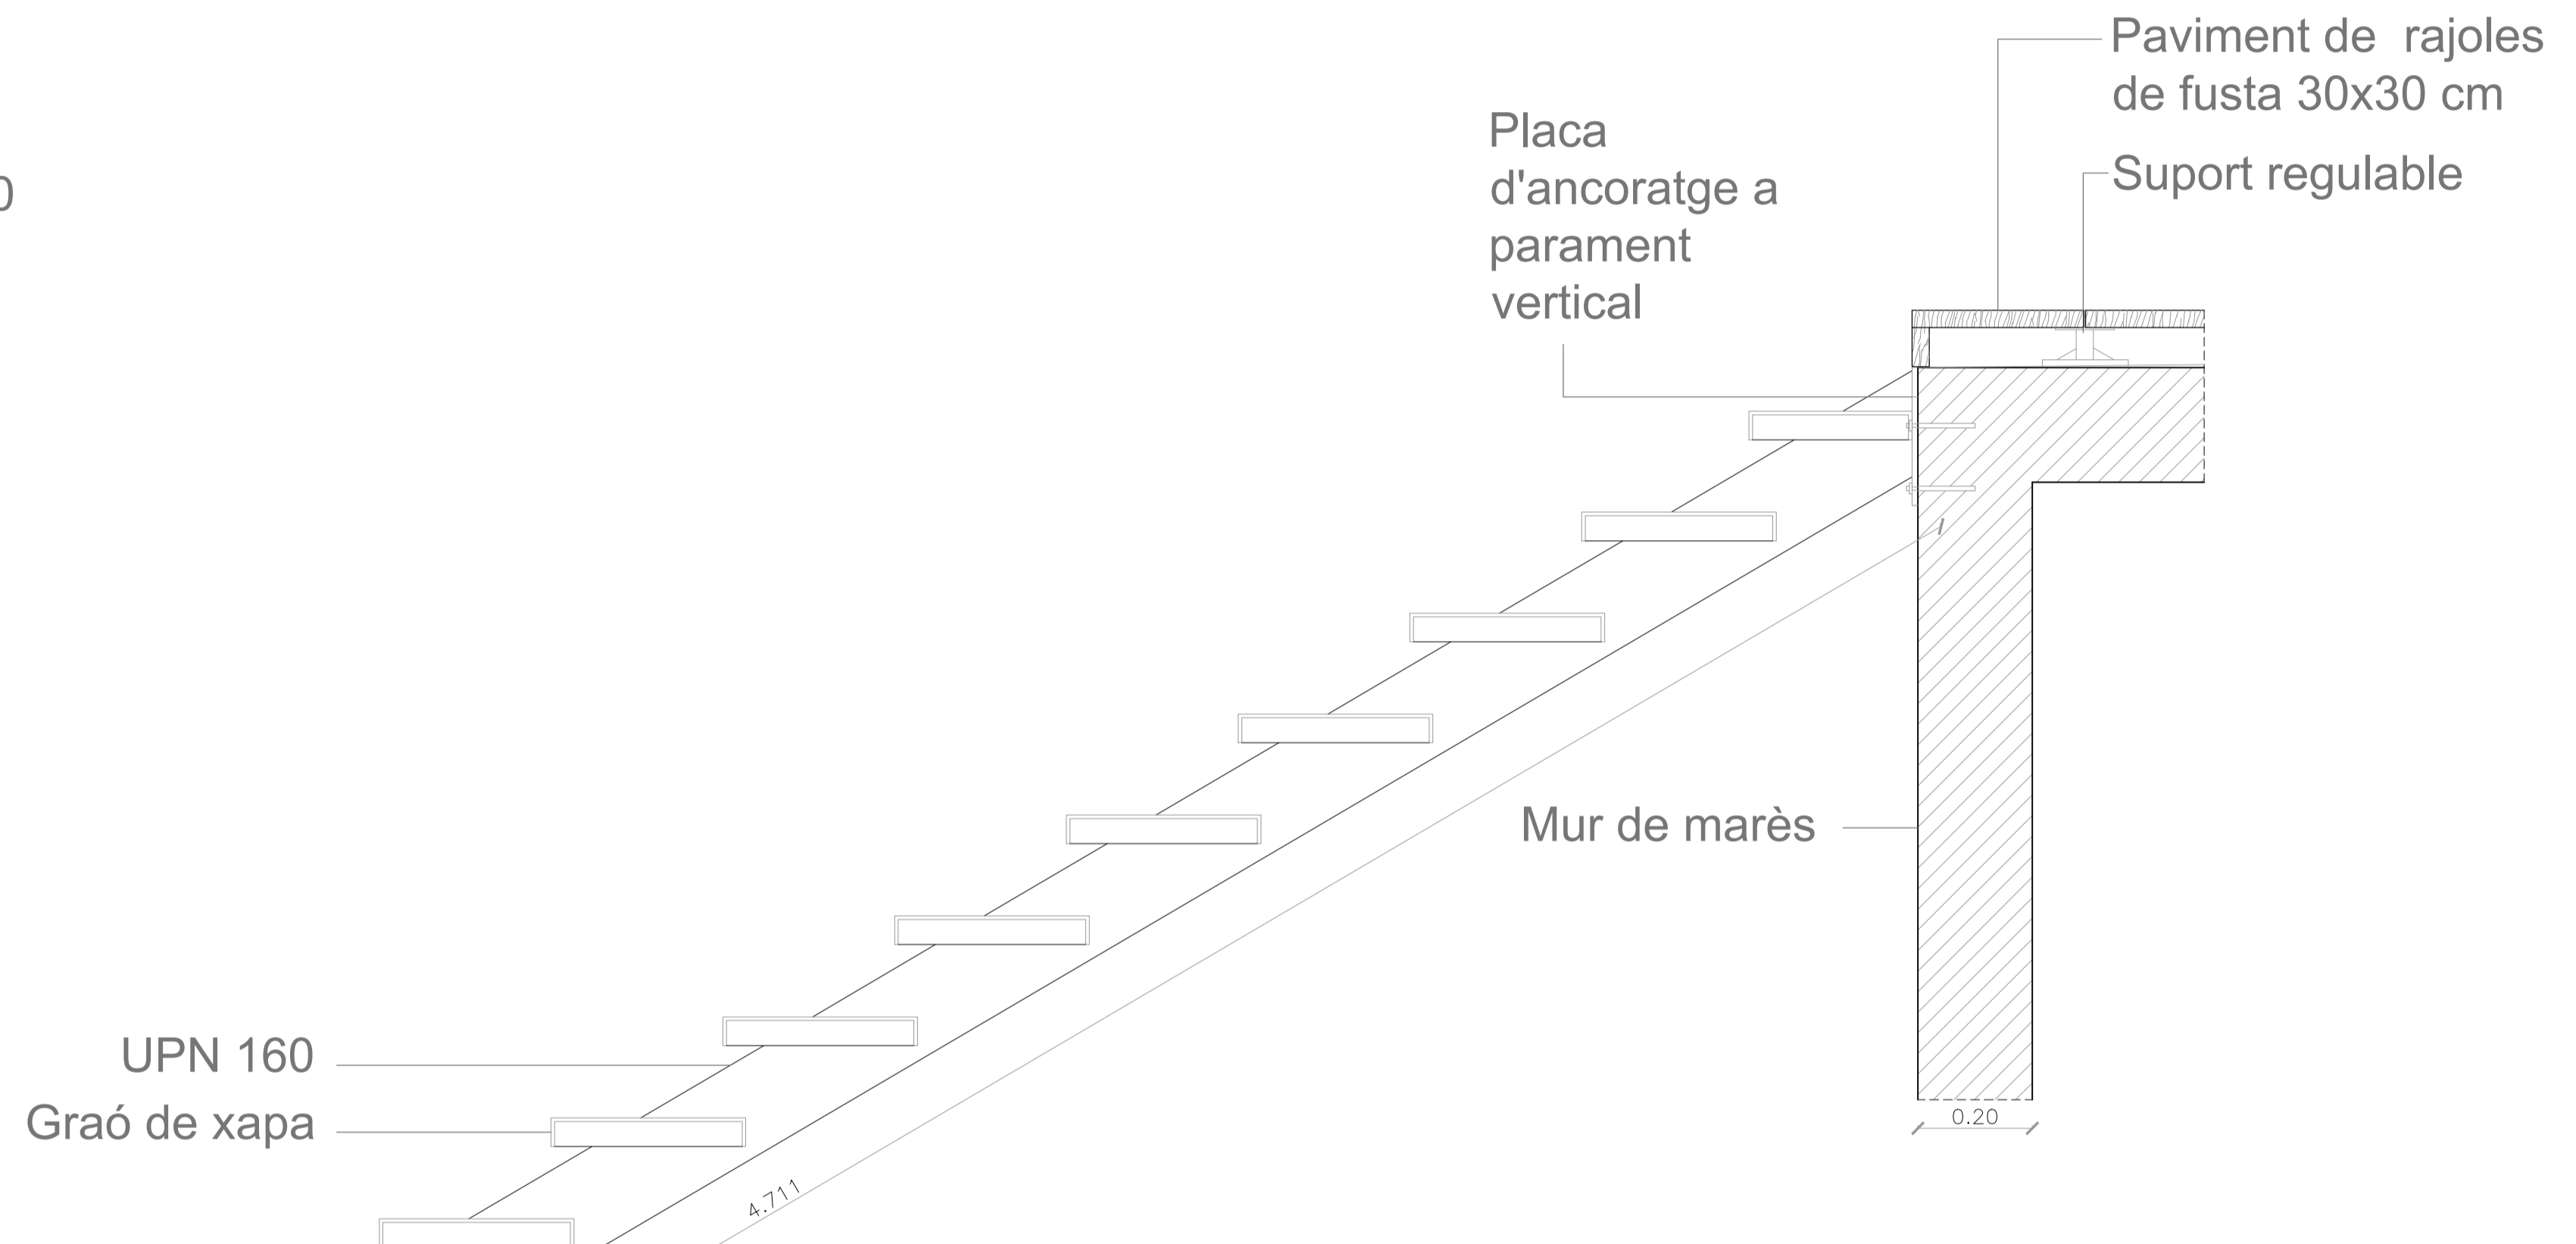 Paviment de rajoles
de fusta 30x30 cm
Suport regulable
Placa
d'ancoratge a
parament
vertical
0
Mur de marès
UPN 160
Graó de xapa
0.20
4.711